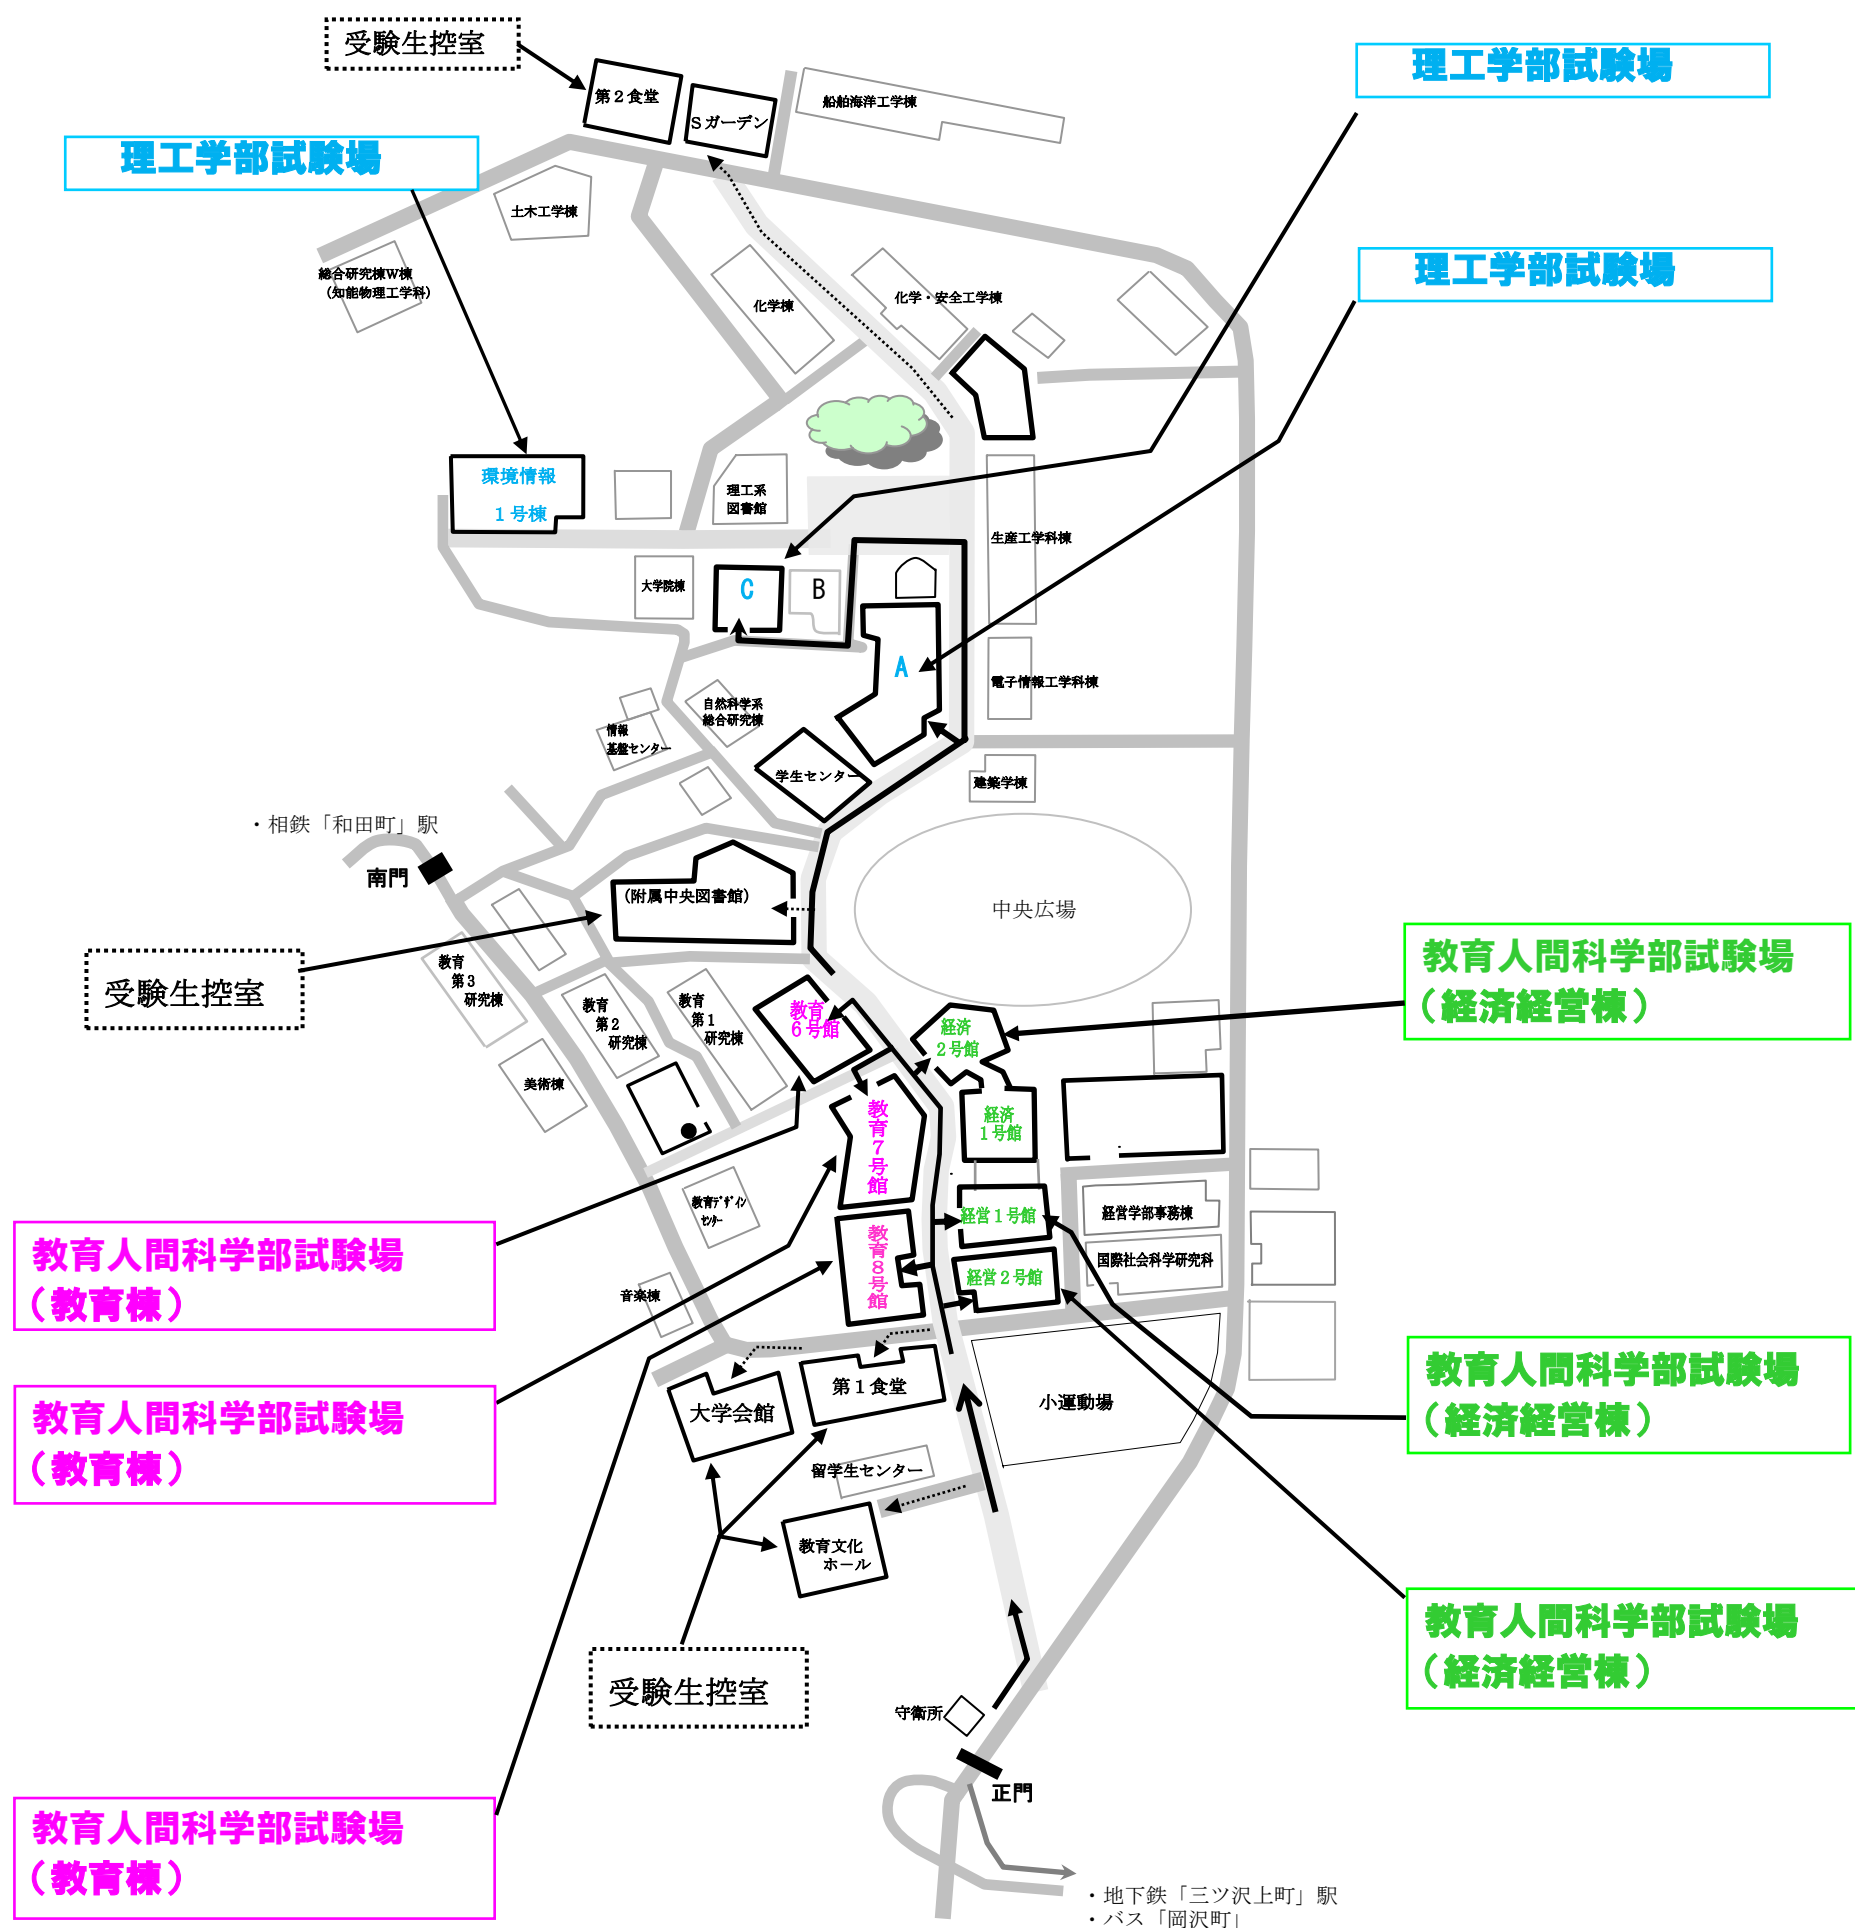 受験生控室
理工学部試験場
第２食堂
Ｓガーデン
船舶海洋工学棟
理工学部試験場
土木工学棟
総合研究棟W棟
(知能物理工学科)
化学棟
化学・安全工学棟
理工学部試験場
環境情報
１号棟
理工系
図書館
生産工学科棟
大学院棟
C
B
A
電子情報工学科棟
自然科学系
総合研究棟
情報
基盤センター
学生センター
建築学棟
・相鉄「和田町」駅
南門
(附属中央図書館)
中央広場
受験生控室
教育
第３
研究棟
教育
第２
研究棟
教育
第１
研究棟
教育
６号館
経済
２号館
教育人間科学部試験場
（経済経営棟）
美術棟
教育７号館
経済
１号館
教育ﾃﾞｻﾞｲﾝ
ｾﾝﾀｰ
経営１号館
経営学部事務棟
教育人間科学部試験場
（教育棟）
教育８号館
経営２号館
国際社会科学研究科
音楽棟
第１食堂
大学会館
小運動場
教育人間科学部試験場
（経済経営棟）
教育人間科学部試験場
（教育棟）
留学生センター
教育文化
ホール
教育人間科学部試験場
（経済経営棟）
受験生控室
守衛所
正門
教育人間科学部試験場
（教育棟）
・地下鉄「三ツ沢上町」駅
・バス「岡沢町」